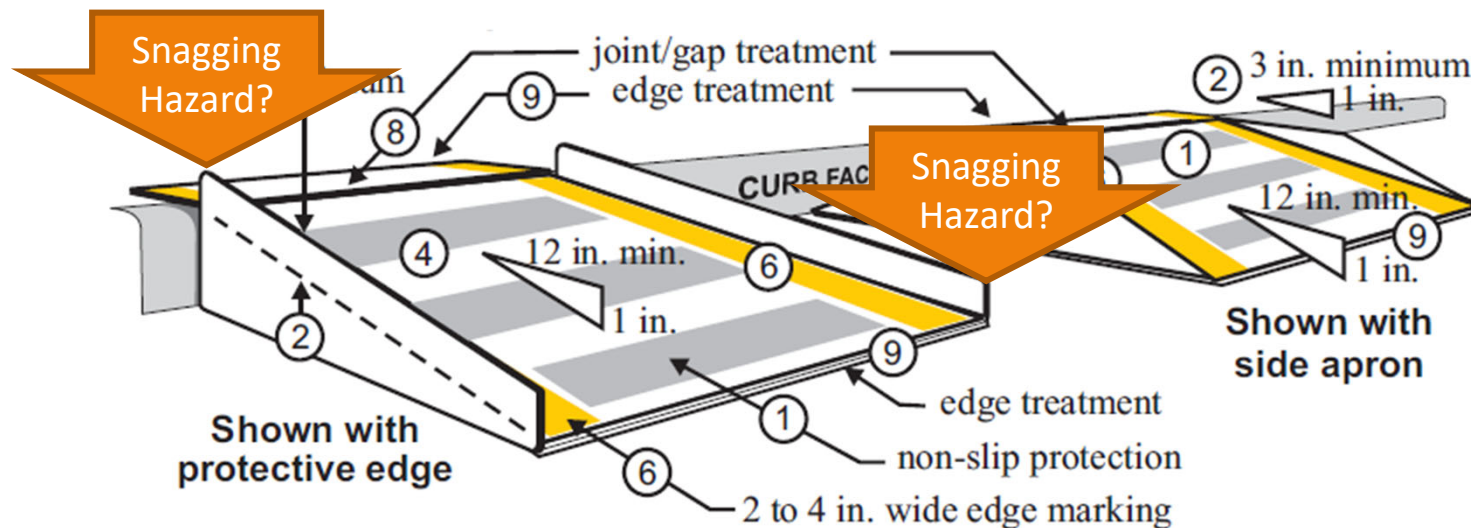 Snagging
Hazard?
joint/gap treatment
edge treatment
9
8
2
3 in. minimum
1 in.
1
CURB FAC
Snagging
Hazard?
4
12 in. min.
1 in.
6
12 in. min.
1 in.
9
2
9
Shown with
side apron
edge treatment
1
non-slip protection
Shown with
protective edge
6
2 to 4 in. wide edge marking